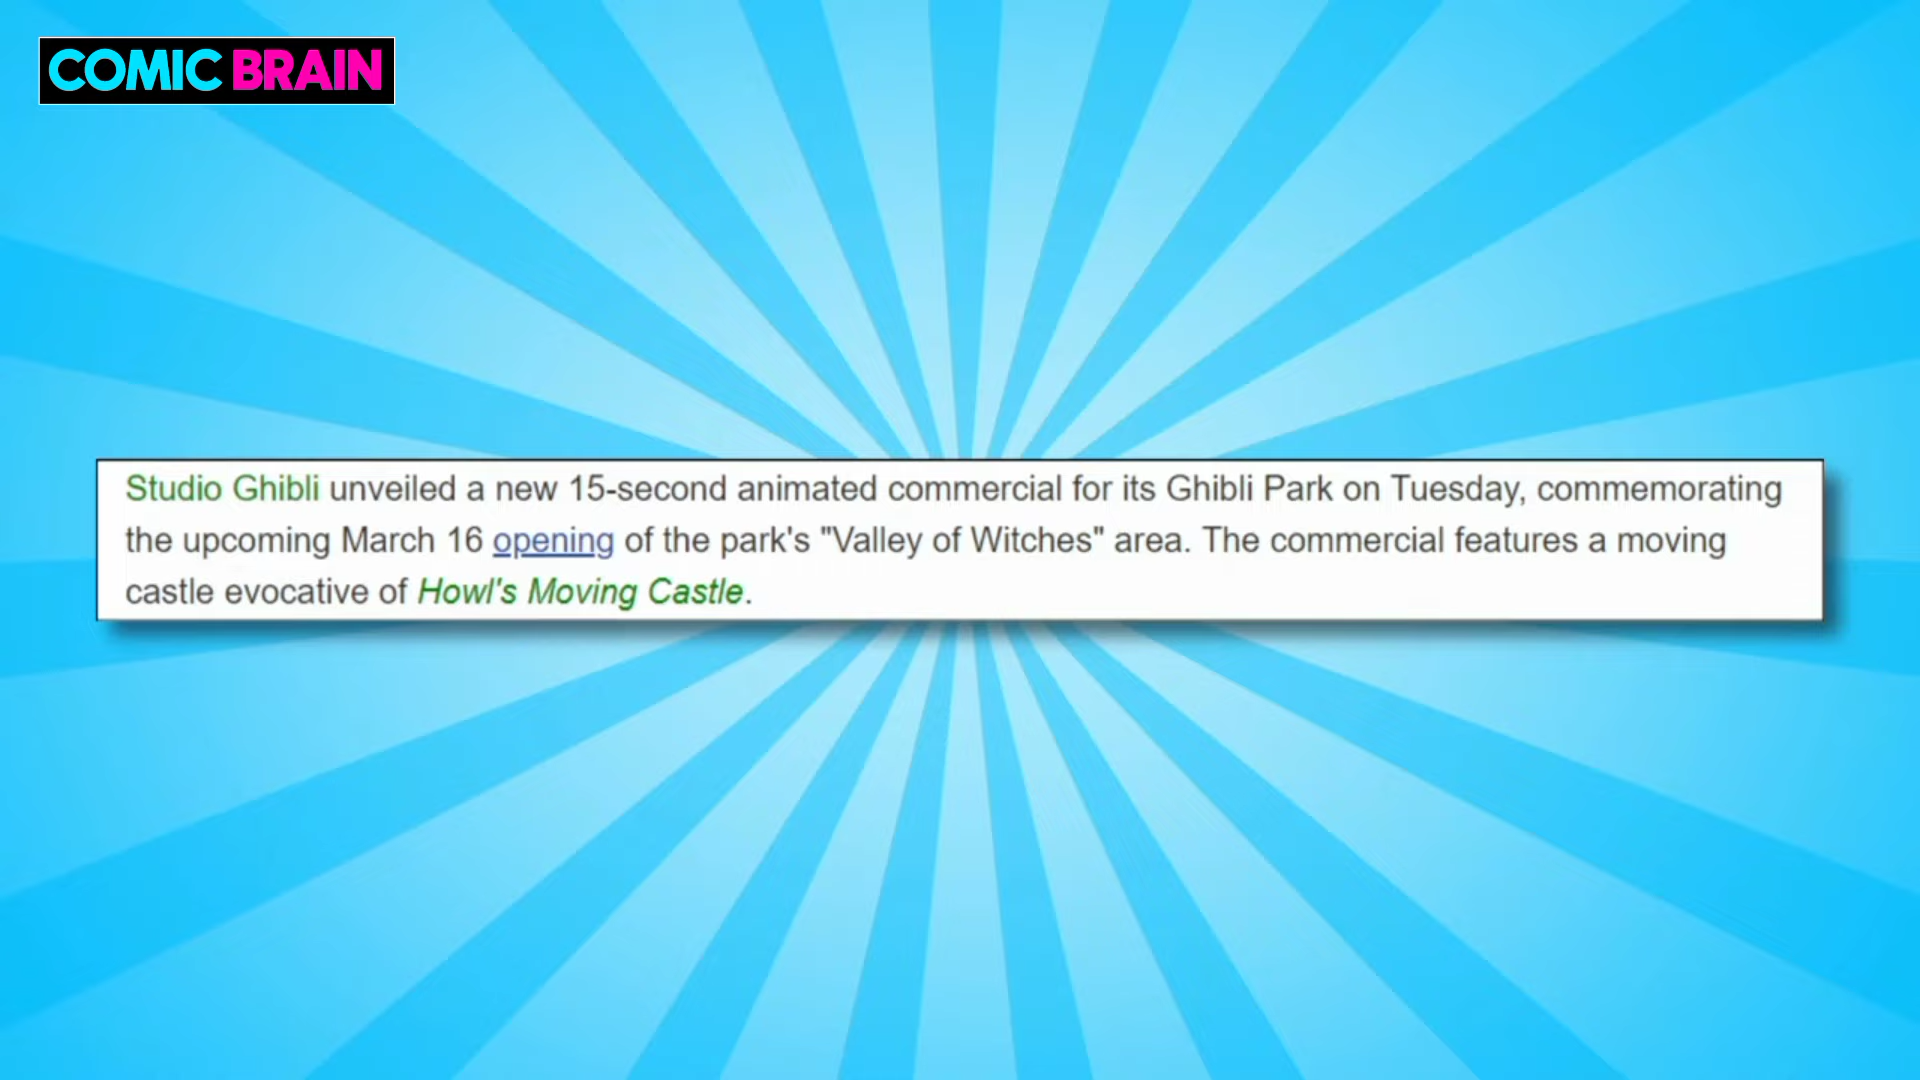 COMIC BRAIN
Studio Ghibli unveiled a new 15-second animated commercial for its Ghibli Park on Tuesday, commemorating
the upcoming March 16 opening of the park's "Valley of Witches" area. The commercial features a moving
castle evocative of Howl's Moving Castle.